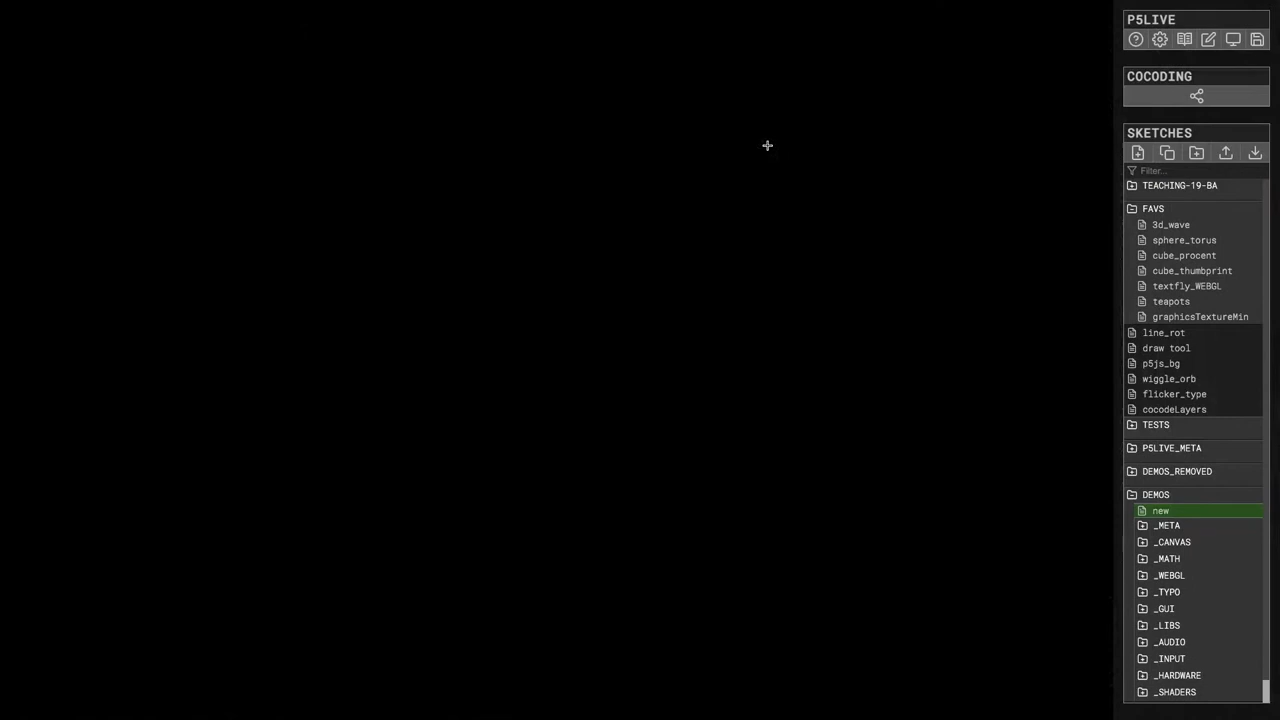 P5LIVE
COCODING
SKETCHES
Filter...
TEACHING-19-BA
FAVS
3d_wave
sphere_torus
cube_procent
cube_thumbprint
textfly_WEBGL
teapots
graphicsTextureMin
line_rot
draw tool
p5js_bg
wiggle_orb
flicker_type
cocodeLayers
TESTS
P5LIVE_META
DEMOS_REMOVED
DEMOS
new
_META
_CANVAS
_MATH
_WEBGL
_TYPO
_GUI
_LIBS
_AUDIO
_INPUT
_HARDWARE
_SHADERS